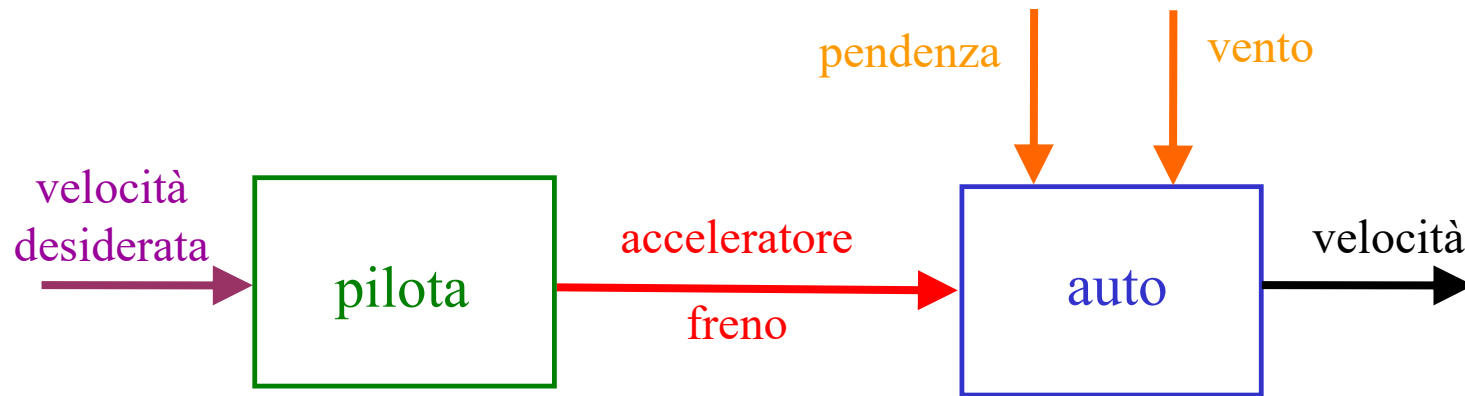 pendenza
vento
velocità
desiderata
pilota
acceleratore
freno
auto
velocità